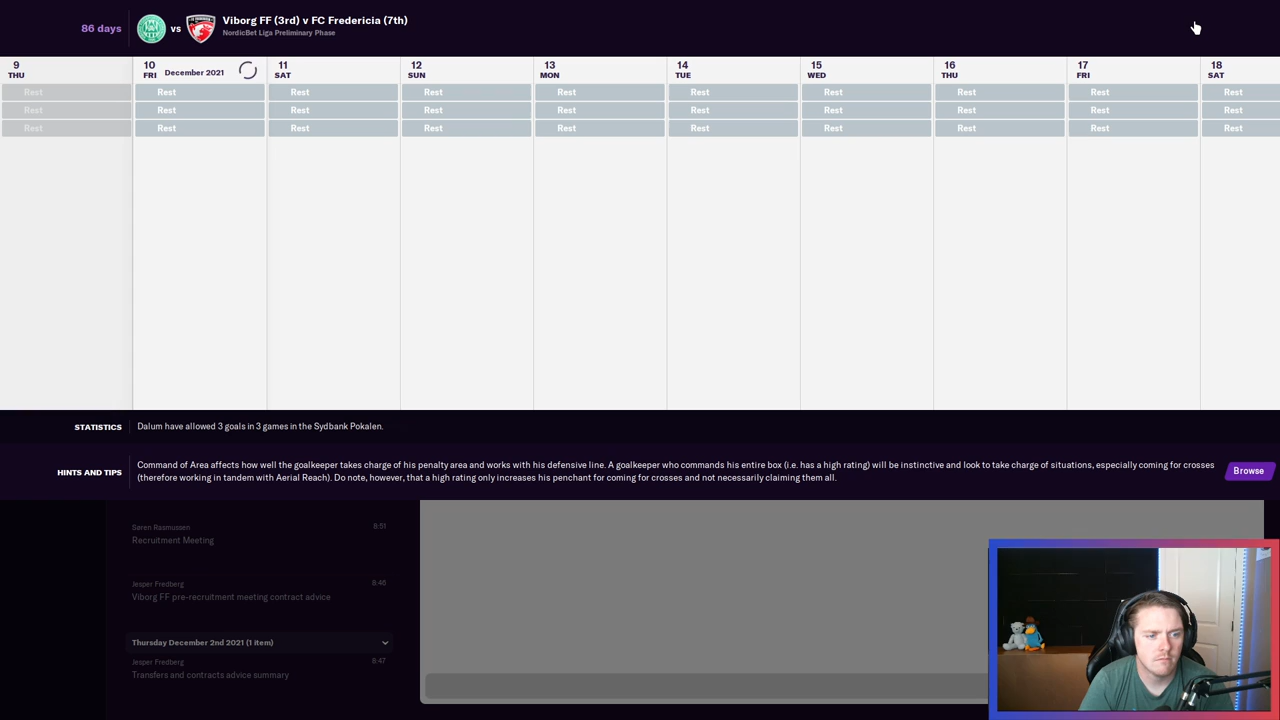 86 days
vs
Viborg FF (3rd) v FC Fredericia (7th)
NordicBet Liga Preliminary Phase
9 THU
10 FRI December 2021
11 SAT
12 SUN
13 MON
14 TUE
15 WED
16 THU
17 FRI
18 SAT
Rest Rest Rest Rest Rest Rest Rest Rest Rest Rest
Rest Rest Rest Rest Rest Rest Rest Rest Rest Rest
Rest Rest Rest Rest Rest Rest Rest Rest Rest Rest
STATISTICS
Dalum have allowed 3 goals in 3 games in the Sydbank Pokalen.
HINTS AND TIPS
Command of Area affects how well the goalkeeper takes charge of his penalty area and works with his defensive line. A goalkeeper who commands his entire box (i.e. has a high rating) will be instinctive and look to take charge of situations, especially coming for crosses
(therefore working in tandem with Aerial Reach). Do note, however, that a high rating only increases his penchant for coming for crosses and not necessarily claiming them all.
Browse
Søren Rasmussen 8:51
Recruitment Meeting
Jesper Fredberg 8:46
Viborg FF pre-recruitment meeting contract advice
Thursday December 2nd 2021 (1 item)
Jesper Fredberg 8:47
Transfers and contracts advice summary